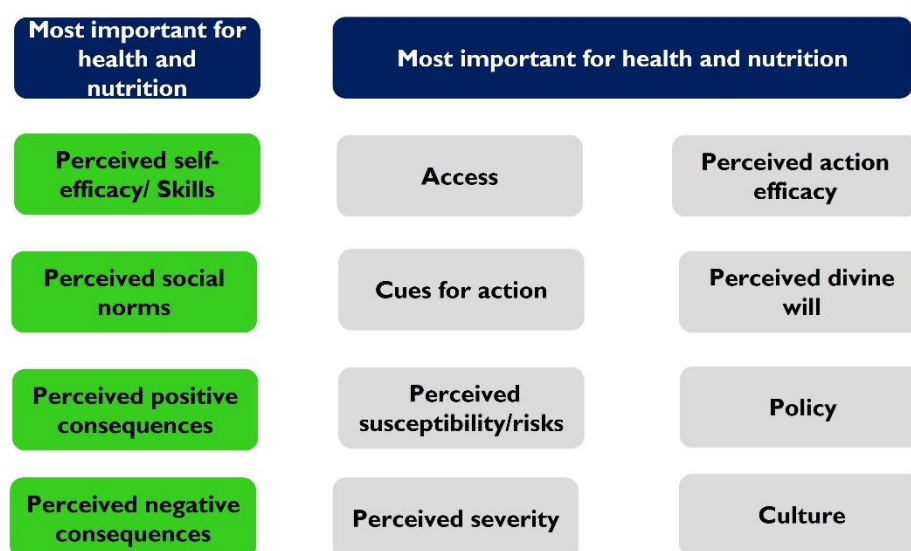 Most important for
health and
nutrition
Most important for health and nutrition
Perceived self-
efficacy/ Skills
Access
Perceived action
efficacy
Perceived social
norms
Cues for action
Perceived divine
will
Perceived positive
consequences
Perceived
susceptibility/risks
Policy
Perceived negative
consequences
Perceived severity
Culture